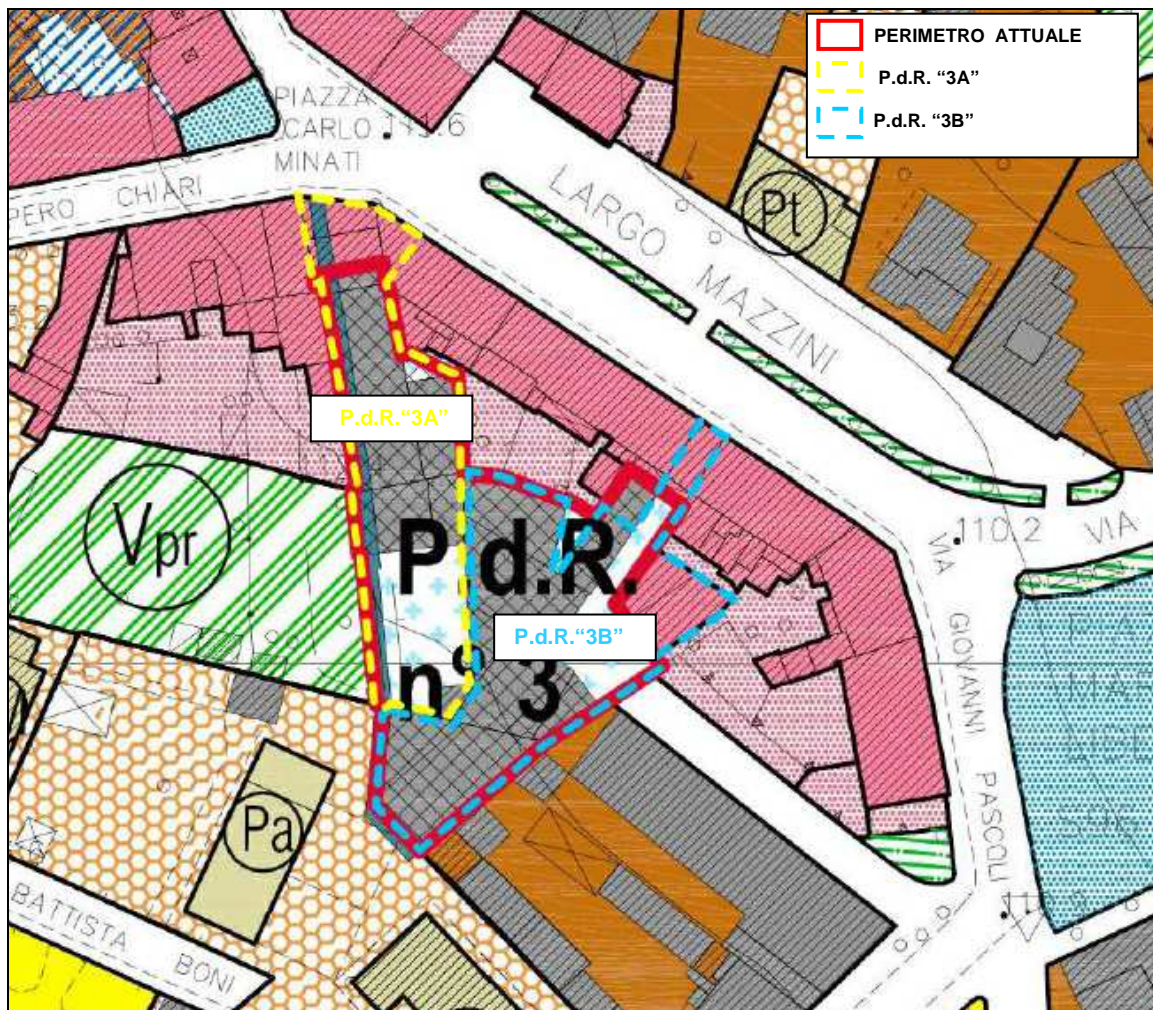 PERIMETRO ATTUALE
P.d.R. “3A”
P.d.R. “3B”
PIAZZA
CARLO
MINATI
PERO CHIARI
LARGO MAZZINI
Pt
P.d.R.“3A”
Vpr
P.d.R.
n° 3
P.d.R.“3B”
110.2
VIA
VIA GIOVANNI PASCOLI
Pa
BATTISTA BONI